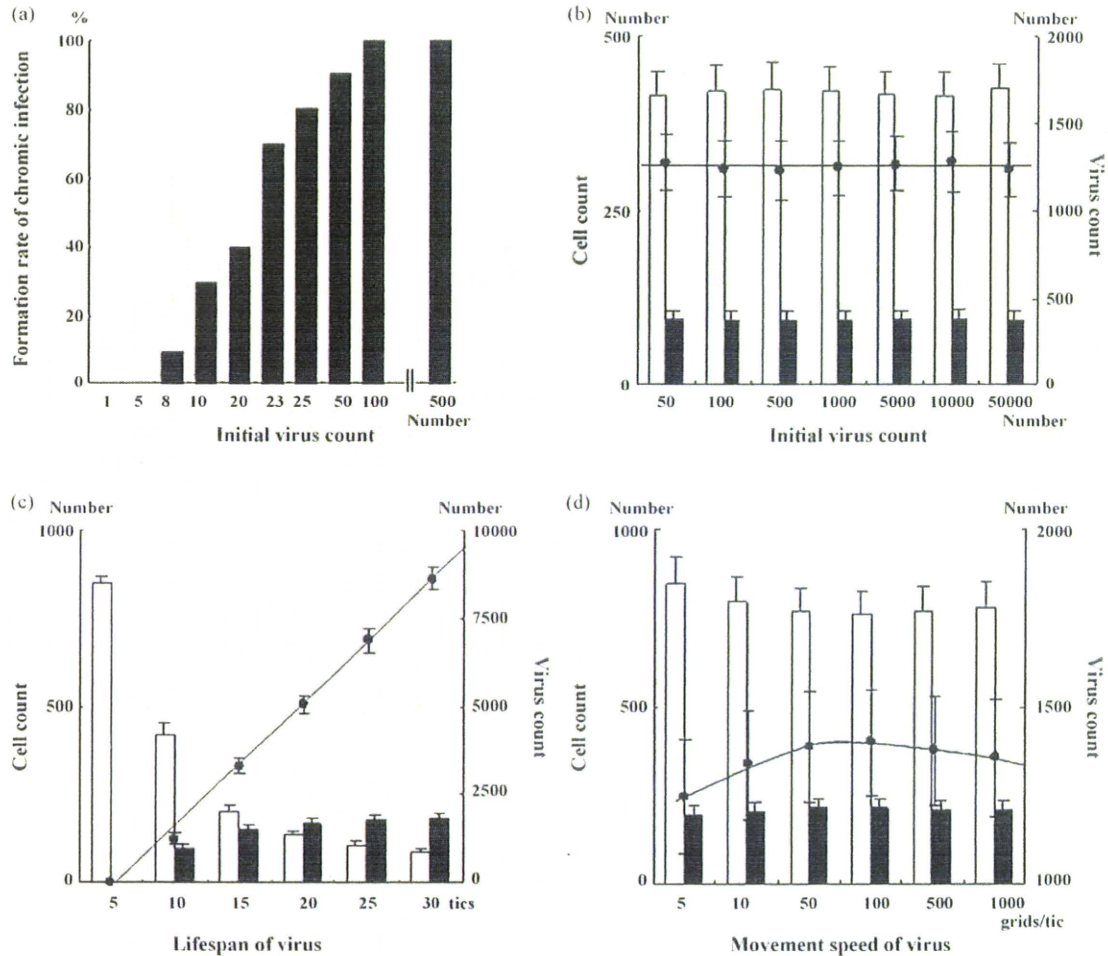 (a)
%
100
80
60
40
20
0
Formation rate of chromic infection
1 5 8 10 20 23 25 50 100 500
Number
Initial virus count
(b)
Number
Number
500
250
0
Cell count
2000
1500
1000
500
0
Virus count
50 100 500 1000 5000 10000 50000
Number
Initial virus count
(c)
Number
Number
1000
500
0
Cell count
10000
7500
5000
2500
0
Virus count
5 10 15 20 25 30 tics
Lifespan of virus
(d)
Number
Number
1000
500
0
Cell count
2000
1500
1000
Virus count
5 10 50 100 500 1000
grids/tic
Movement speed of virus